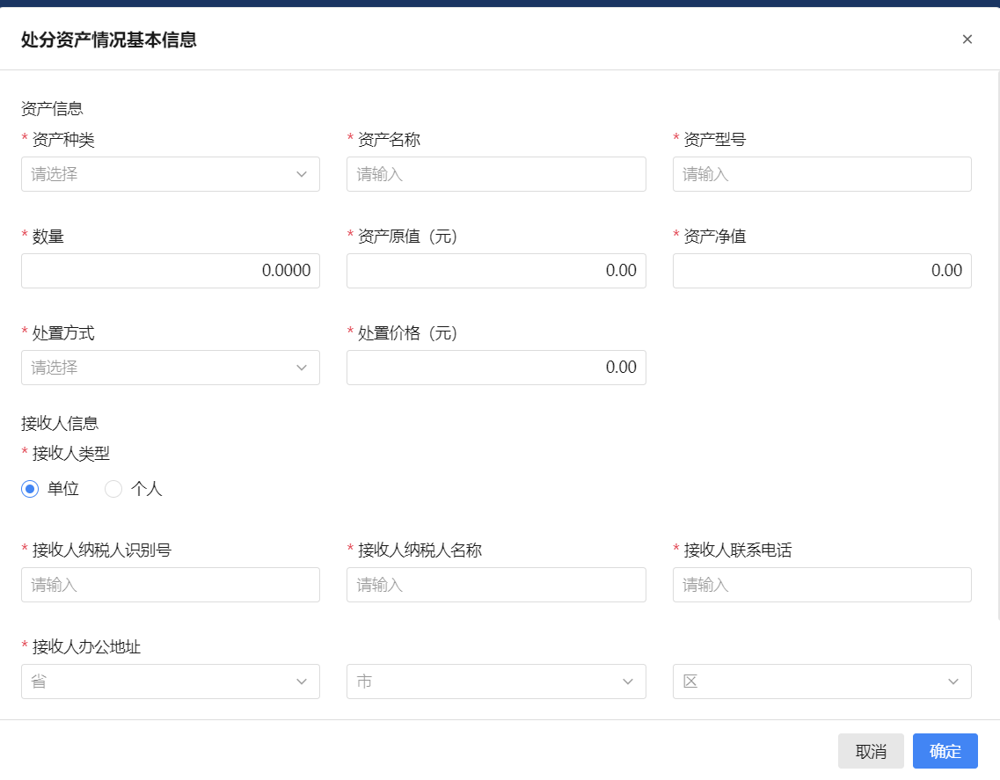 处分资产情况基本信息
资产信息
* 资产种类 * 资产名称 * 资产型号
请选择 请输入 请输入
* 数量 * 资产原值（元） * 资产净值
0.0000 0.00 0.00
* 处置方式 * 处置价格（元）
请选择 0.00
接收人信息
* 接收人类型
单位 个人
* 接收人纳税人识别号 * 接收人纳税人名称 * 接收人联系电话
请输入 请输入 请输入
* 接收人办公地址
省 市 区
取消 确定